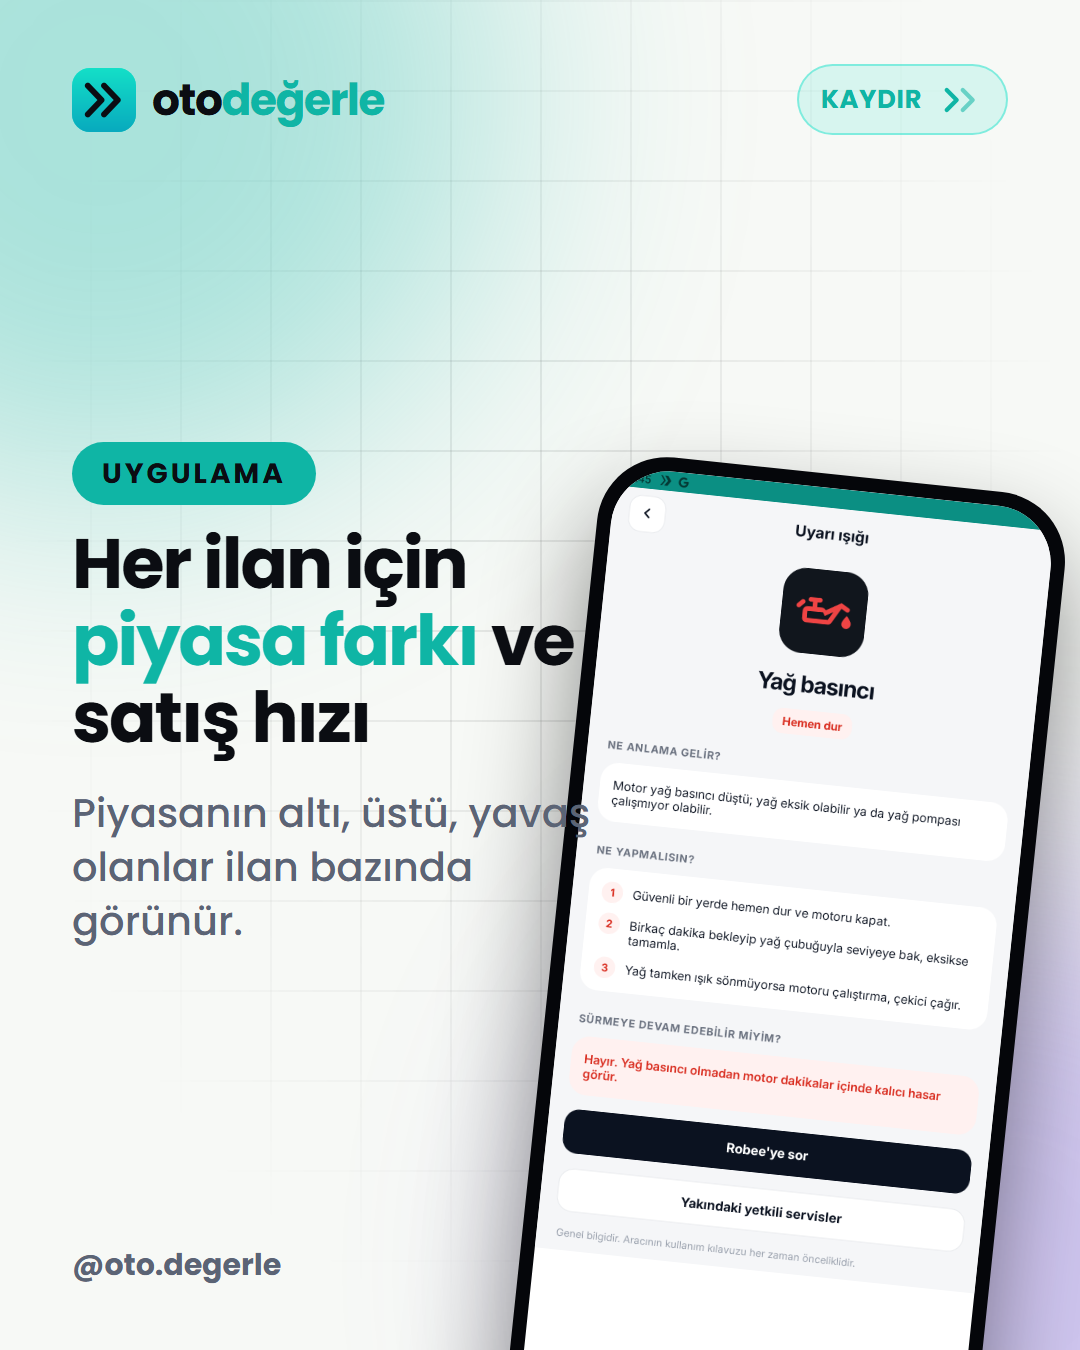 otodeğerle
KAYDIR
UYGULAMA
Her ilan için
piyasa farkı ve
satış hızı
Piyasanın altı, üstü, yavaş
olanlar ilan bazında
görünür.
@oto.degerle
45 G
Uyarı ışığı
Yağ basıncı
Hemen dur
NE ANLAMA GELİR?
Motor yağ basıncı düştü; yağ eksik olabilir ya da yağ pompası
çalışmıyor olabilir.
NE YAPMALISIN?
1 Güvenli bir yerde hemen dur ve motoru kapat.
2 Birkaç dakika bekleyip yağ çubuğuyla seviyeye bak, eksikse
tamamla.
3 Yağ tamken ışık sönmüyorsa motoru çalıştırma, çekici çağır.
SÜRMEYE DEVAM EDEBİLİR MİYİM?
Hayır. Yağ basıncı olmadan motor dakikalar içinde kalıcı hasar
görür.
Robee'ye sor
Yakındaki yetkili servisler
Genel bilgidir. Aracının kullanım kılavuzu her zaman önceliklidir.